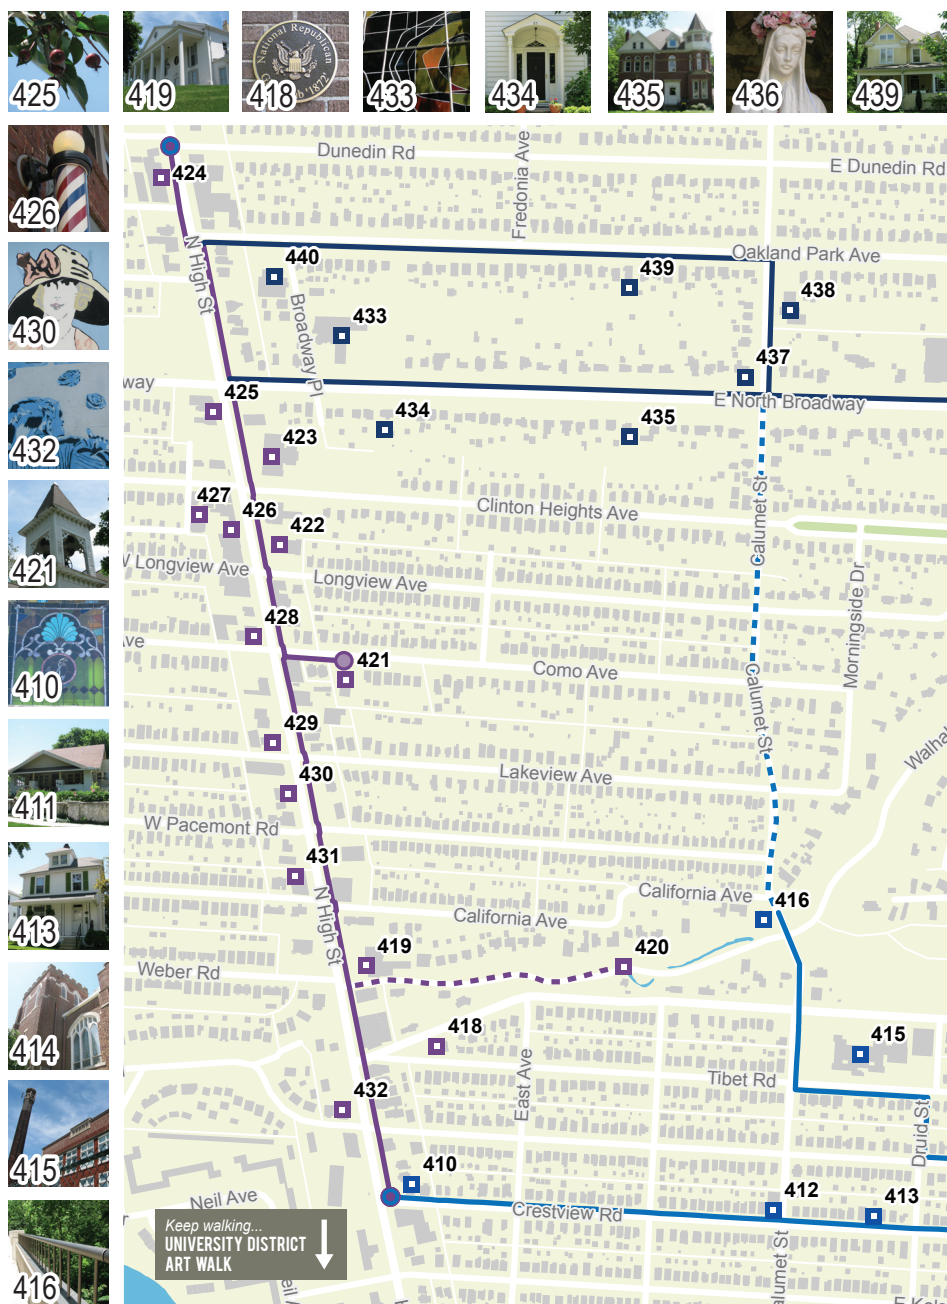 425
419
418
National Republican
433
434
435
436
439
426
430
432
421
410
411
413
414
415
416
Dunedin Rd
E Dunedin Rd
Fredonia Ave
424
N High St
Oakland Park Ave
440
439
438
Broadway Pl
433
437
way
425
E North Broadway
434
435
423
Calumet St
427
426
Clinton Heights Ave
422
W Longview Ave
Longview Ave
Morningside Dr
428
Ave
421
Como Ave
Calumet St
429
Lakeview Ave
430
W Pacemont Rd
431
N High St
California Ave
416
California Ave
419
420
Weber Rd
418
415
East Ave
Tibet Rd
432
Druid St
410
412
413
Neil Ave
Crestview Rd
Keep walking...
UNIVERSITY DISTRICT
ART WALK